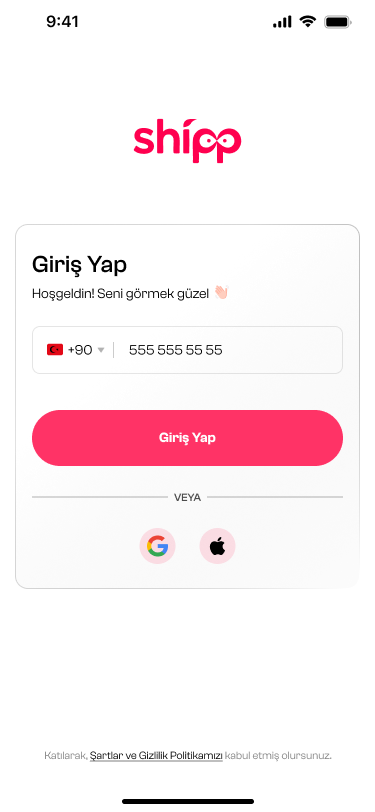 9:41
shipp
Giriş Yap
Hoşgeldin! Seni görmek güzel 👋🏻
+90 555 555 55 55
Giriş Yap
VEYA
Katılarak, Şartlar ve Gizlilik Politikamızı kabul etmiş olursunuz.